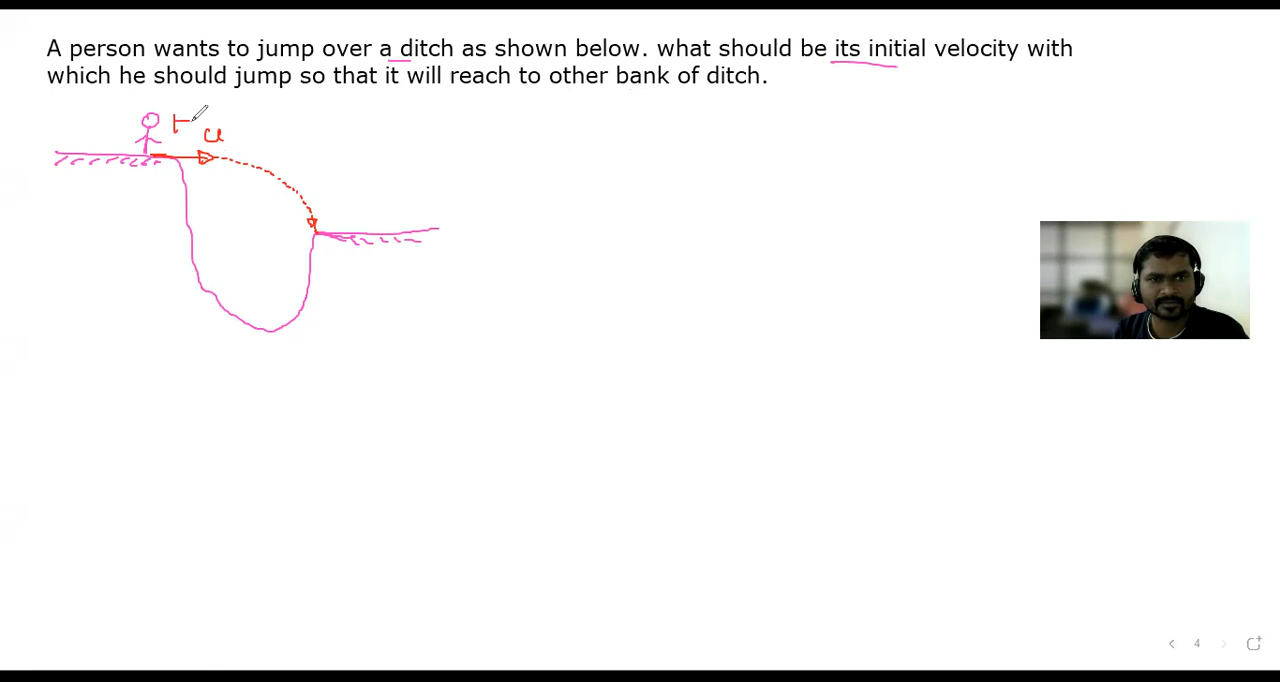 A person wants to jump over a ditch as shown below. what should be its initial velocity with
which he should jump so that it will reach to other bank of ditch.
u
4